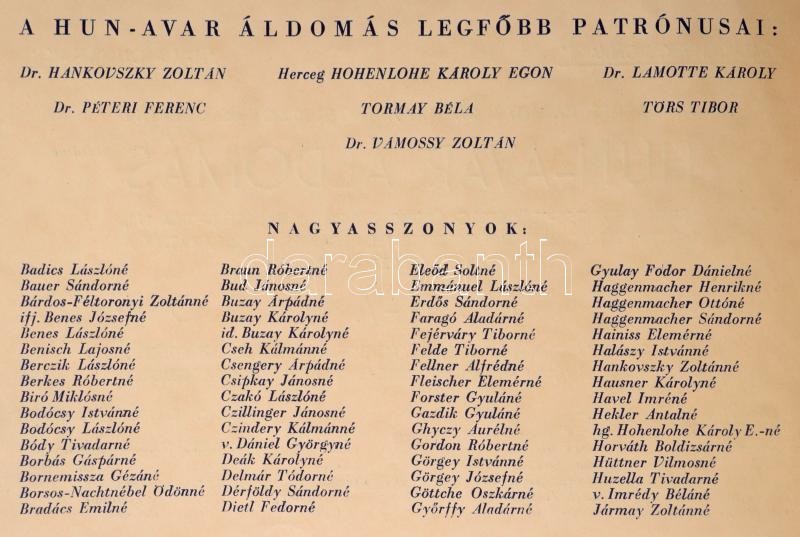 A HUN-AVAR ÁLDOMÁS LEGFŐBB PATRÓNUSAI:
Dr. HANKOVSZKY ZOLTÁN Herceg HOHENLOHE KÁROLY EGON Dr. LAMOTTE KÁROLY
Dr. PÉTERI FERENC TORMAY BÉLA TÖRS TIBOR
Dr. VÁMOSSY ZOLTÁN
NAGYASSZONYOK:
Badics Lászlóné
Bauer Sándorné
Bárdos-Féltoronyi Zoltánné
ifj. Benes Józsefné
Benes Lászlóné
Benisch Lajosné
Berczik Lászlóné
Berkes Róbertné
Biró Miklósné
Bodócsy Istvánné
Bodócsy Lászlóné
Bódy Tivadarné
Borbás Gáspárné
Bornemissza Gézáné
Borsos-Nachtnébel Ödönné
Bradács Emilné
Braun Róbertné
Bud Jánosné
Buzay Árpádné
Buzay Károlyné
id. Buzay Károlyné
Cseh Kálmánné
Csengery Árpádné
Csipkay Jánosné
Czakó Lászlóné
Czillinger Jánosné
Czindery Kálmánné
v. Dániel Györgyné
Deák Károlyné
Delmár Tódorné
Dérföldy Sándorné
Dietl Fedorné
Eleőd Soltné
Emmánuel Lászlóné
Erdős Sándorné
Faragó Aladárné
Fejérváry Tiborné
Felde Tiborné
Fellner Alfrédné
Fleischer Elemérné
Forster Gyuláné
Gazdik Gyuláné
Ghyczy Aurélné
Gordon Róbertné
Görgey Istvánné
Görgey Józsefné
Göttche Oszkárné
Győrffy Aladárné
Gyulay Fodor Dánielné
Haggenmacher Henrikné
Haggenmacher Ottóné
Haggenmacher Sándorné
Hainiss Elemérné
Halászy Istvánné
Hankovszky Zoltánné
Hausner Károlyné
Havel Imréné
Hekler Antalné
hg. Hohenlohe Károly E.-né
Horváth Boldizsárné
Hüttner Vilmosné
Huzella Tivadarné
v. Imrédy Béláné
Jármay Zoltánné
darabanth